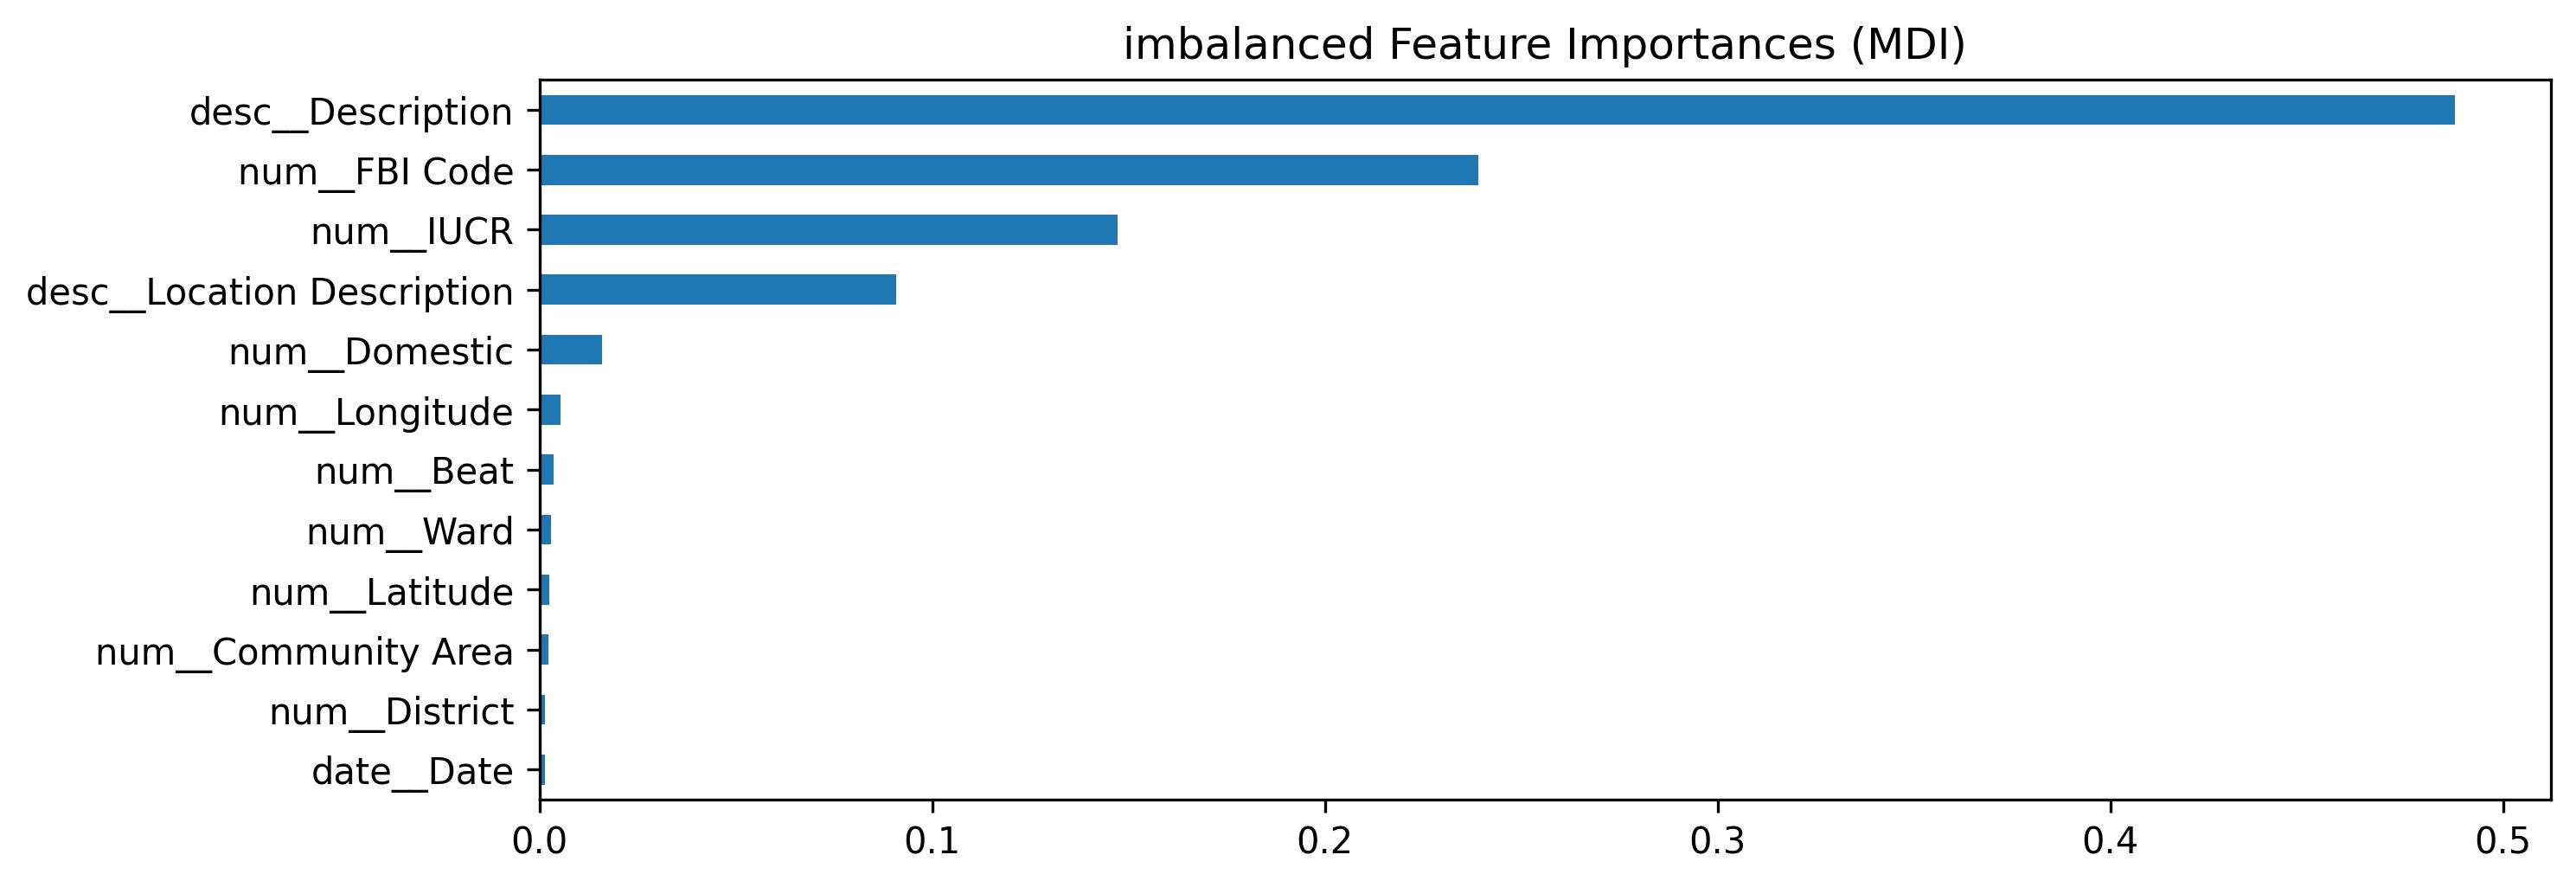 imbalanced Feature Importances (MDI)
desc__Description
num__FBI Code
num__IUCR
desc__Location Description
num__Domestic
num__Longitude
num__Beat
num__Ward
num__Latitude
num__Community Area
num__District
date__Date
0.0 0.1 0.2 0.3 0.4 0.5